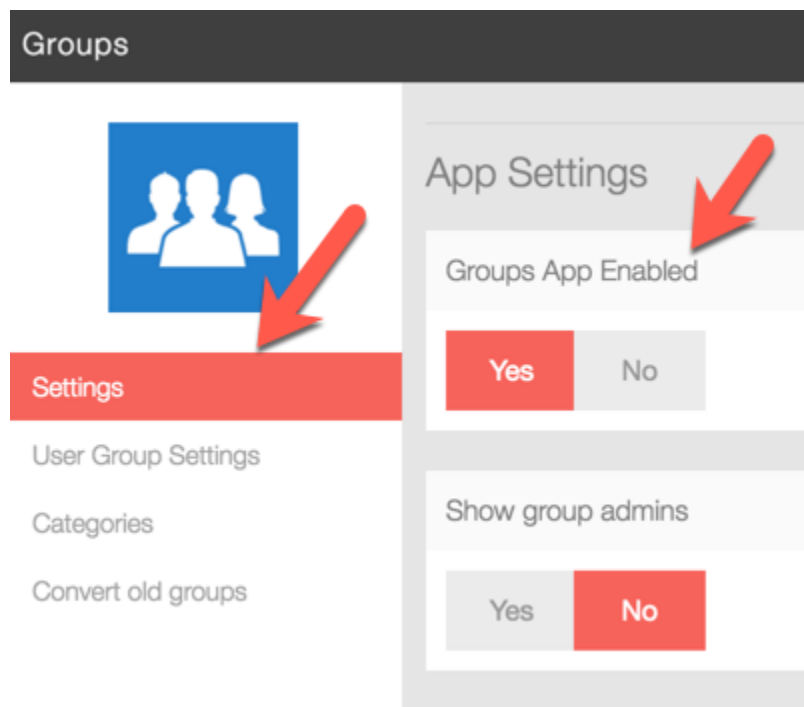 Groups
Settings
User Group Settings
Categories
Convert old groups
App Settings
Groups App Enabled
Yes No
Show group admins
Yes No